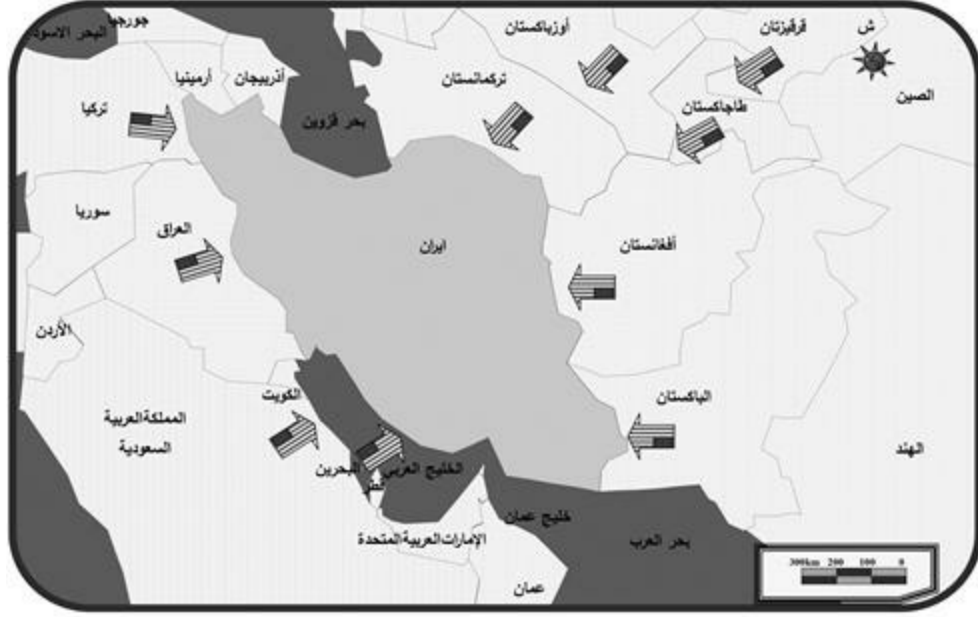 جورجيا
البحر الاسود
أوزباكستان
قرقيزتان
ش
أرمينيا
أذربيجان
تركمانستان
الصين
تركيا
بحر قزوين
طاجاكستان
سوريا
العراق
ايران
أفغانستان
الأردن
الكويت
الباكستان
المملكة العربية
السعودية
البحرين
قطر
الخليج العربي
الهند
خليج عمان
الإمارات العربية المتحدة
بحر العرب
عمان
300km 200 100 0